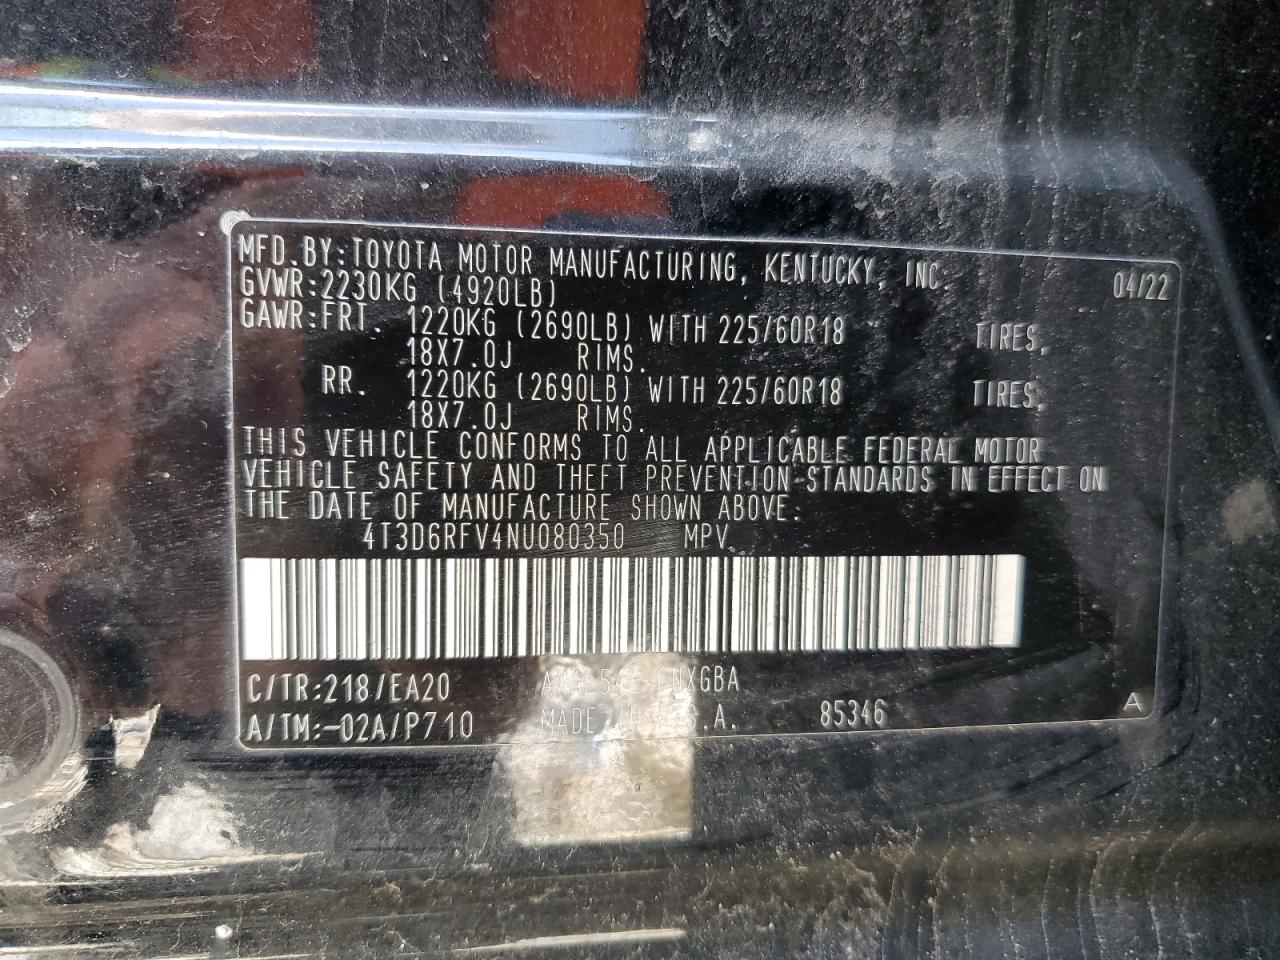 MFD.BY:TOYOTA MOTOR MANUFACTURING, KENTUCKY, INC. 04/22
GVWR:2230KG (4920LB)
GAWR:FRT. 1220KG (2690LB) WITH 225/60R18 TIRES,
18X7.0J RIMS.
RR. 1220KG (2690LB) WITH 225/60R18 TIRES,
18X7.0J RIMS.
THIS VEHICLE CONFORMS TO ALL APPLICABLE FEDERAL MOTOR
VEHICLE SAFETY AND THEFT PREVENTION STANDARDS IN EFFECT ON
THE DATE OF MANUFACTURE SHOWN ABOVE.
4T3D6RFV4NU080350 MPV
C/TR:218/EA20
A/TM:-02A/P710 MADE IN U.S.A. 85346 A